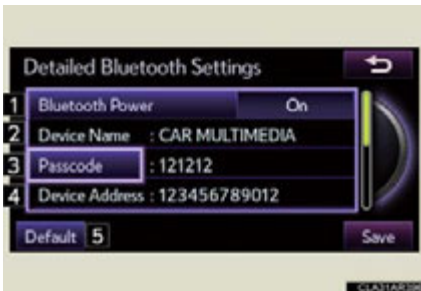 Detailed Bluetooth Settings
1 Bluetooth Power On
2 Device Name : CAR MULTIMEDIA
3 Passcode : 121212
4 Device Address : 123456789012
Default 5 Save